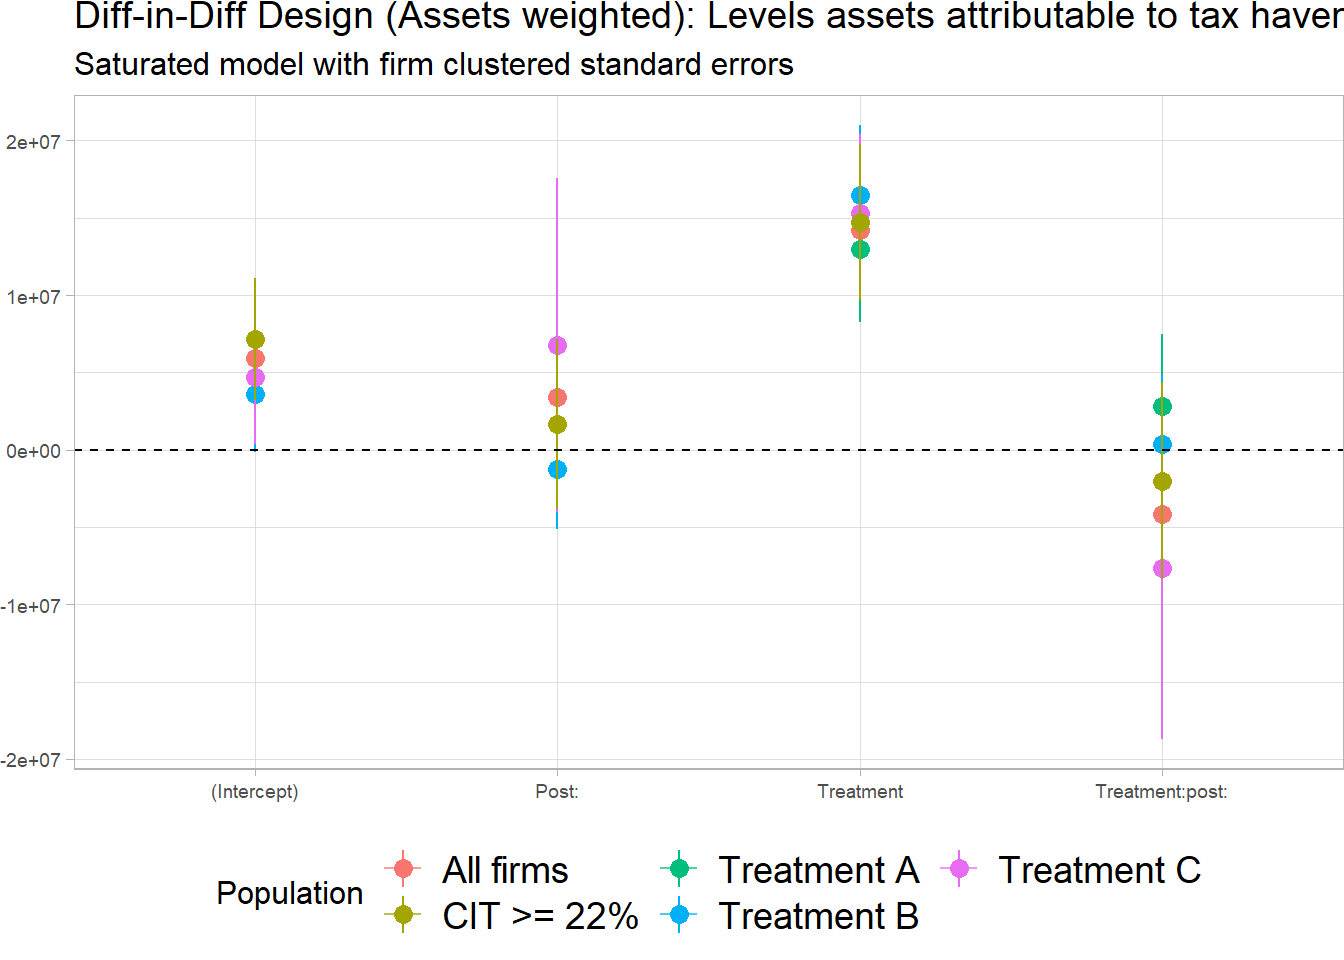 Diff-in-Diff Design (Assets weighted): Levels assets attributable to tax haven
Saturated model with firm clustered standard errors
2e+07
1e+07
0e+00
-1e+07
-2e+07
(Intercept)
Post:
Treatment
Treatment:post:
Population
All firms
Treatment A
Treatment C
CIT >= 22%
Treatment B